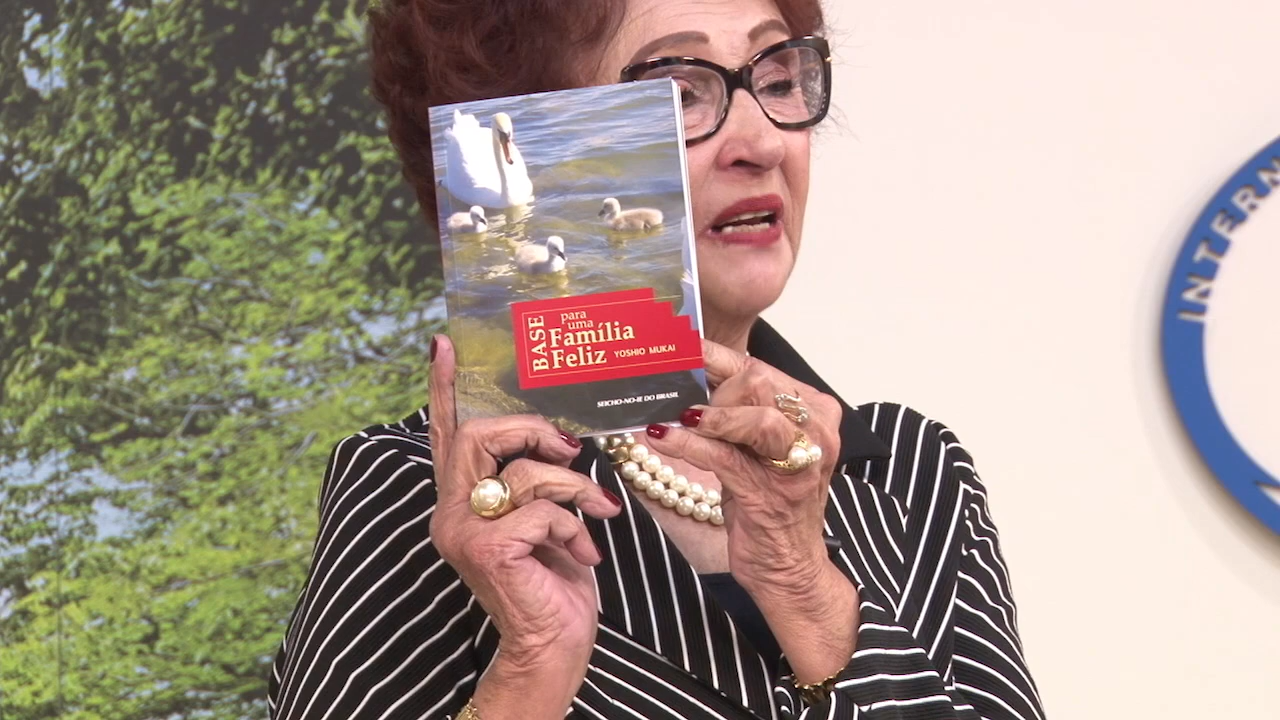 BASE
para
uma
Família
Feliz YOSHIO MUKAI
SEICHO-NO-IE DO BRASIL
INTERN